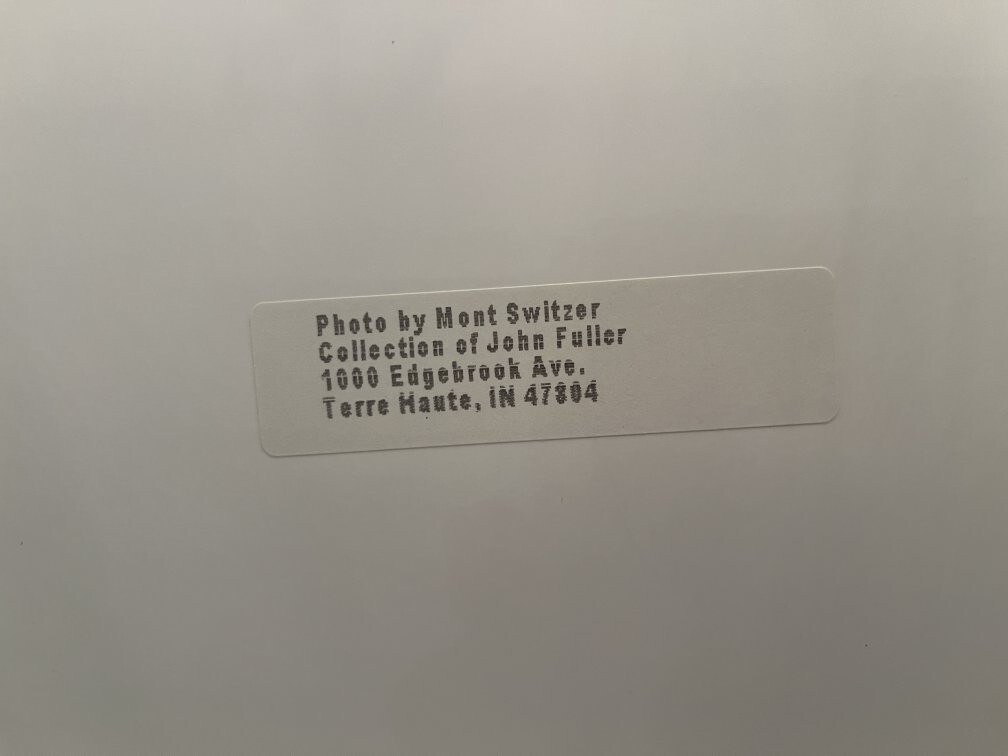 Photo by Mont Switzer
Collection of John Fuller
1000 Edgebrook Ave.
Terre Haute, IN 47804